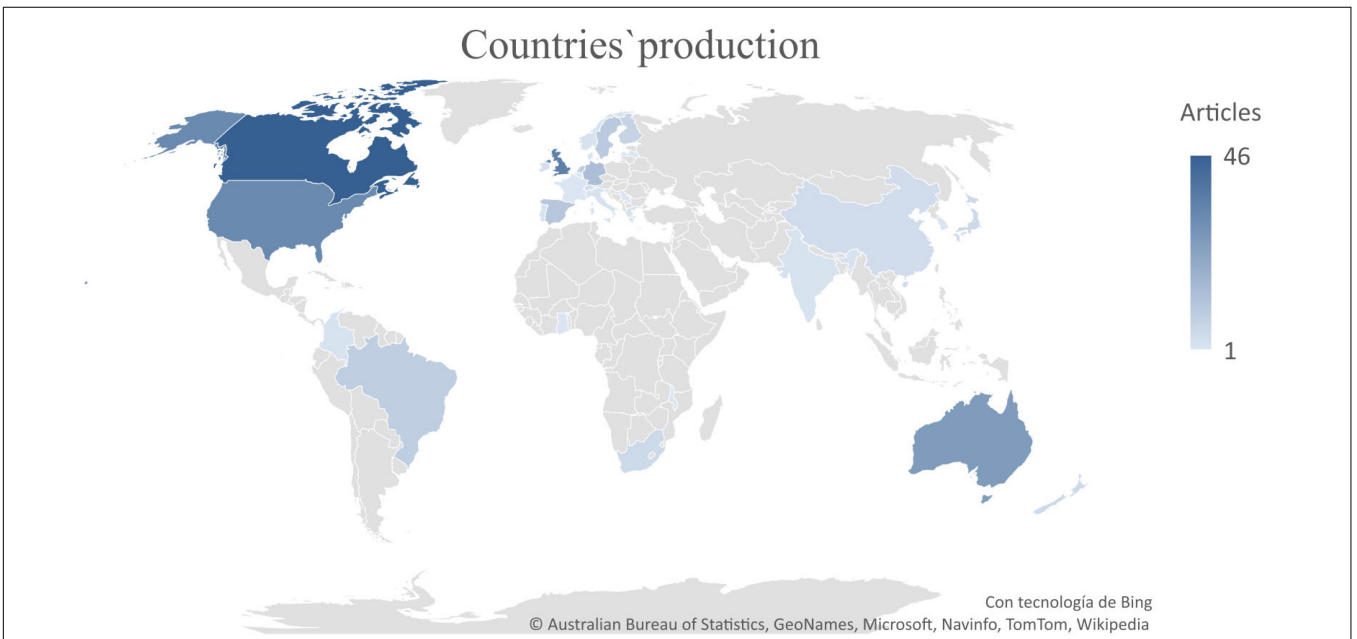 Countries`production
Articles
46
1
Con tecnología de Bing
© Australian Bureau of Statistics, GeoNames, Microsoft, Navinfo, TomTom, Wikipedia